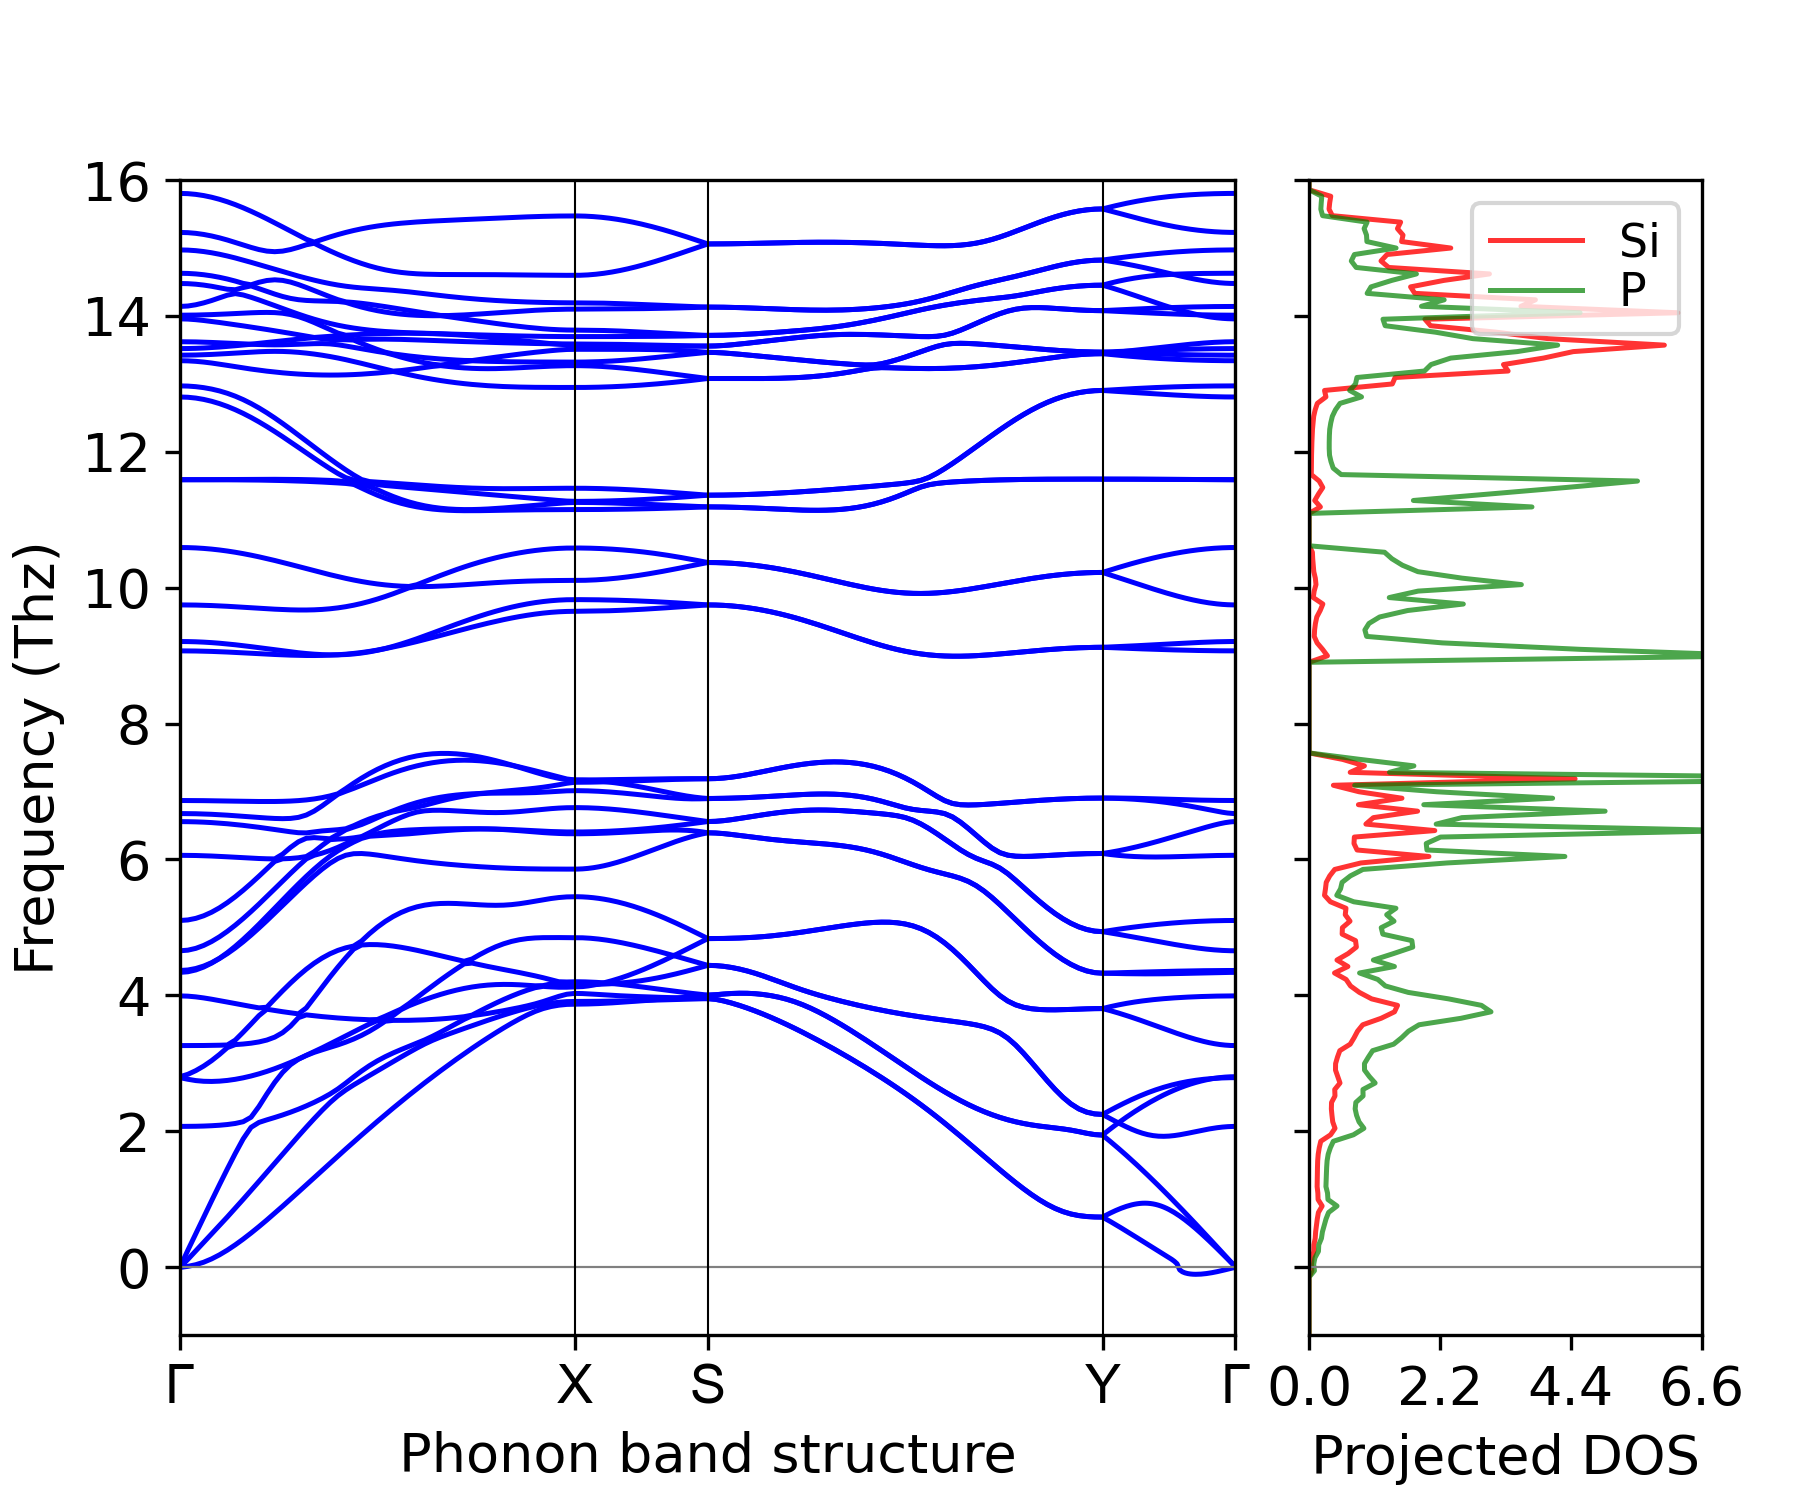 16
14
12
10
8
6
4
2
0
Frequency (Thz)
Γ X S Y Γ
Phonon band structure
Si
P
0.0 2.2 4.4 6.6
Projected DOS